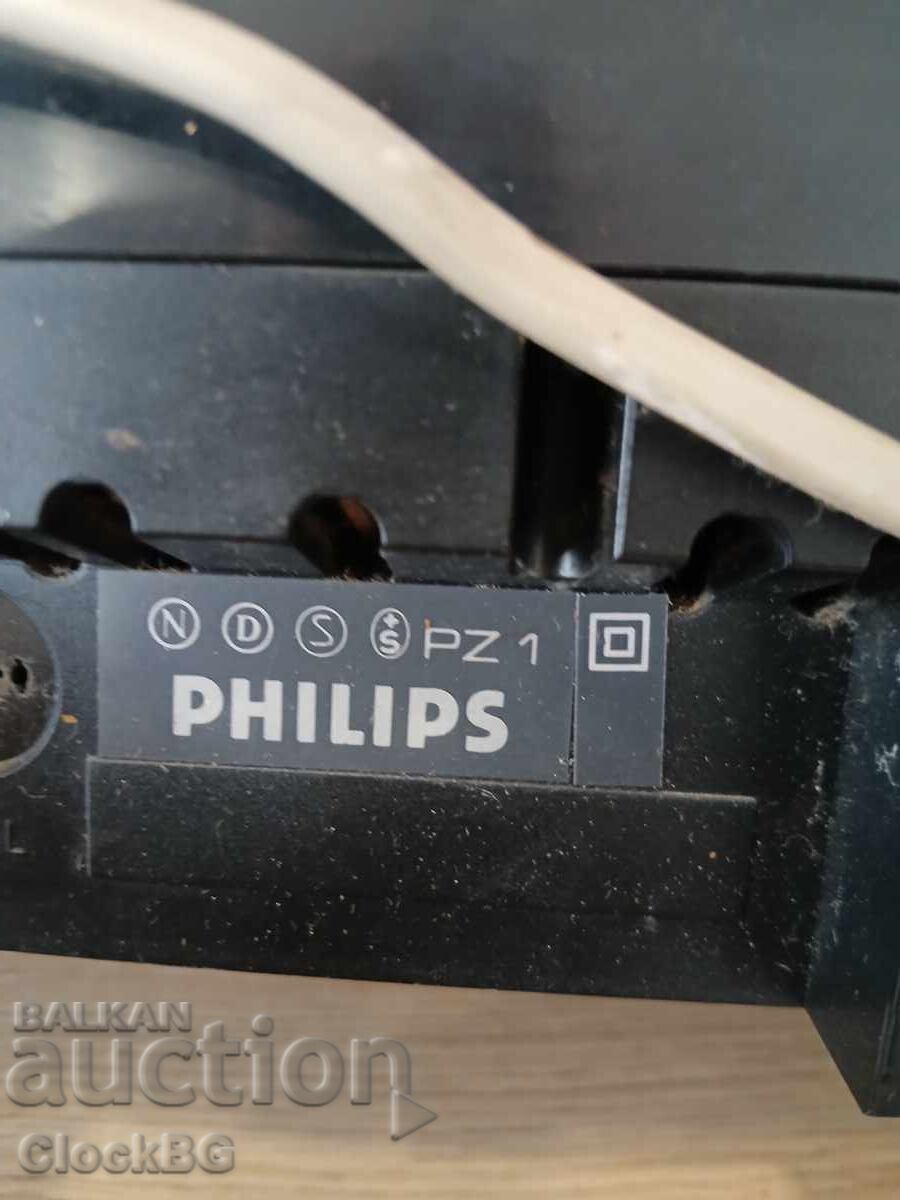 N D S +S PZ 1
PHILIPS
L
BALKAN
auction
ClockBG